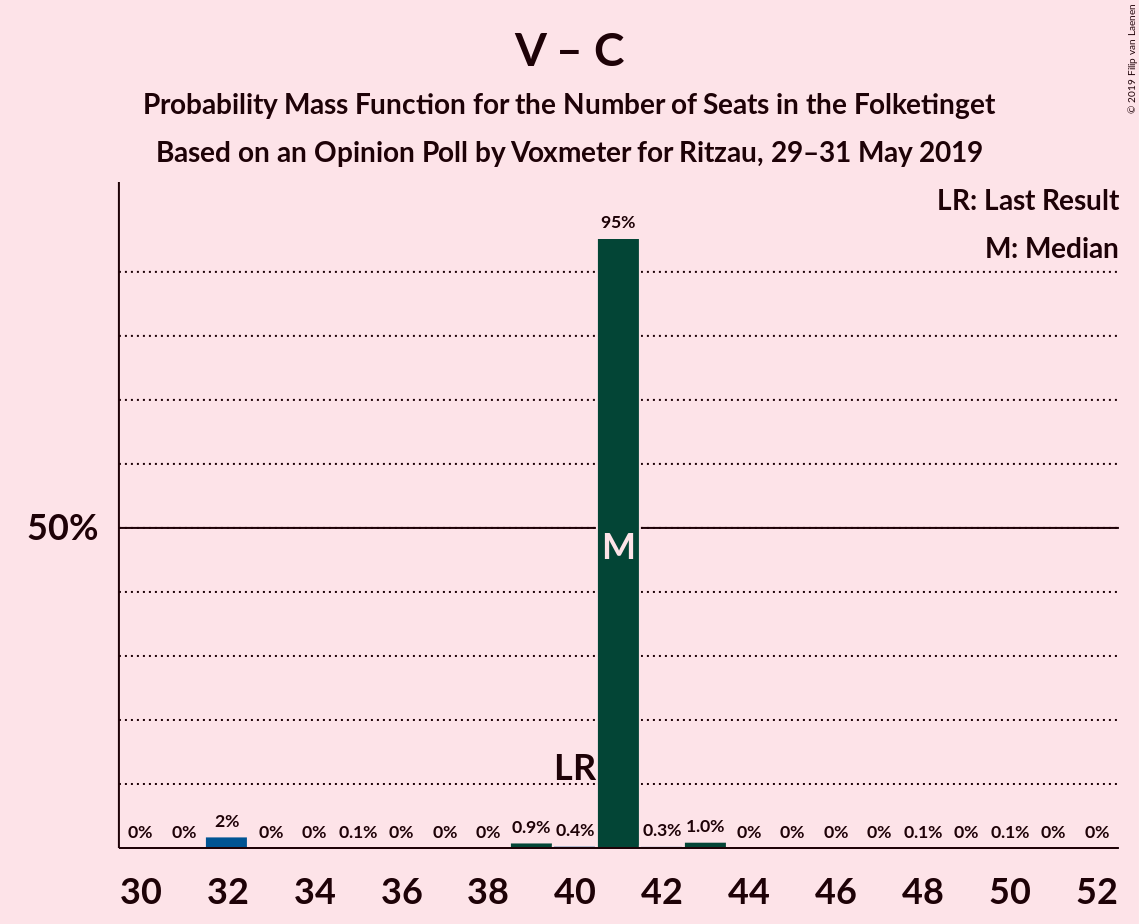 V – C
Probability Mass Function for the Number of Seats in the Folketinget
Based on an Opinion Poll by Voxmeter for Ritzau, 29–31 May 2019
© 2019 Filip van Laenen
LR: Last Result
M: Median
95%
50%
M
LR
0% 0% 2% 0% 0% 0.1% 0% 0% 0% 0.9% 0.4% 0.3% 1.0% 0% 0% 0% 0% 0.1% 0% 0.1% 0% 0%
30 32 34 36 38 40 42 44 46 48 50 52